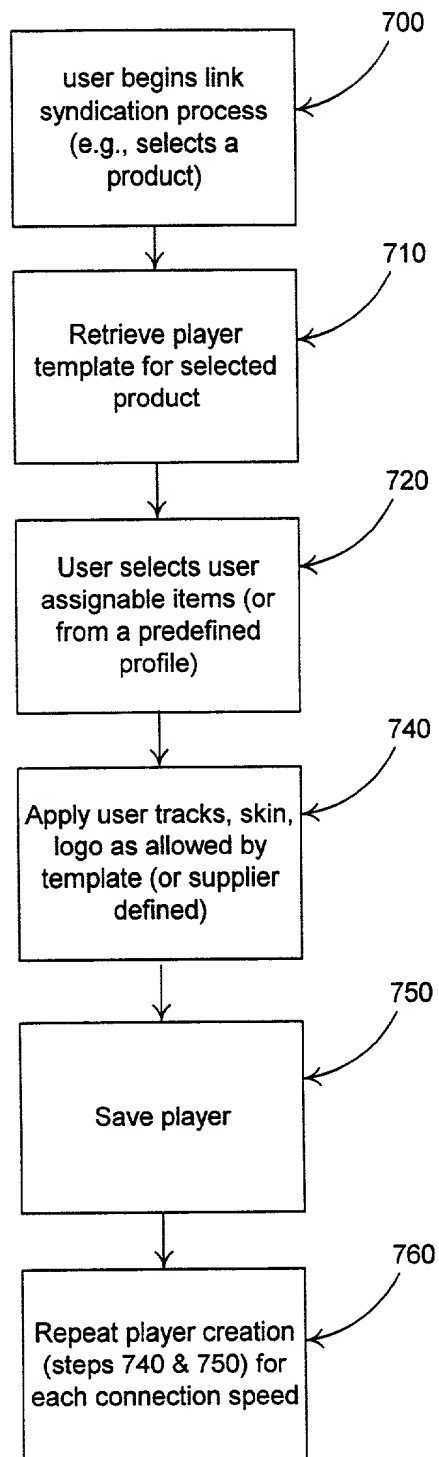 700
user begins link
syndication process
(e.g., selects a
product)
710
Retrieve player
template for selected
product
720
User selects user
assignable items (or
from a predefined
profile)
740
Apply user tracks, skin,
logo as allowed by
template (or supplier
defined)
750
Save player
760
Repeat player creation
(steps 740 & 750) for
each connection speed